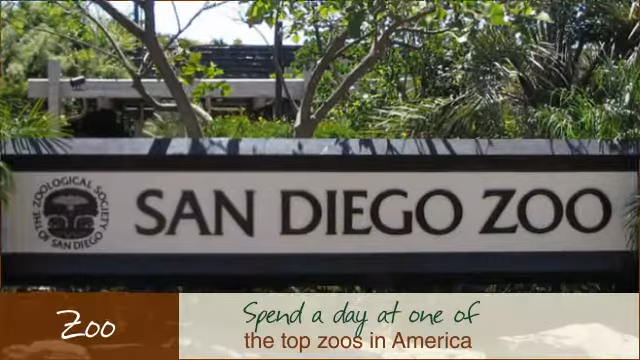 THE ZOOLOGICAL SOCIETY
OF SAN DIEGO
SAN DIEGO ZOO
Zoo
Spend a day at one of
the top zoos in America